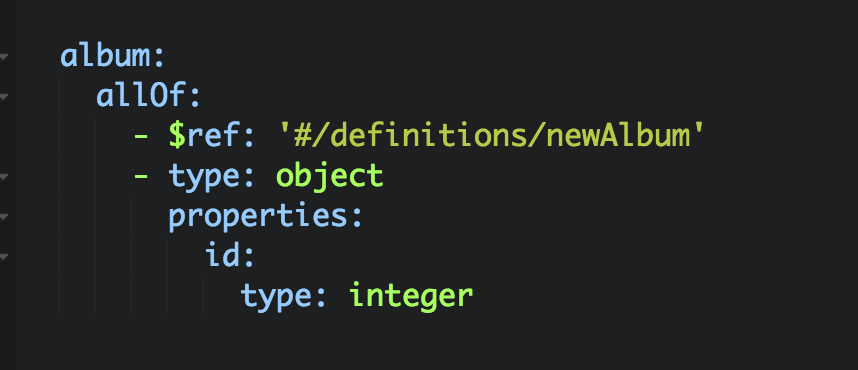 album:
  allOf:
    - $ref: '#/definitions/newAlbum'
    - type: object
      properties:
        id:
          type: integer